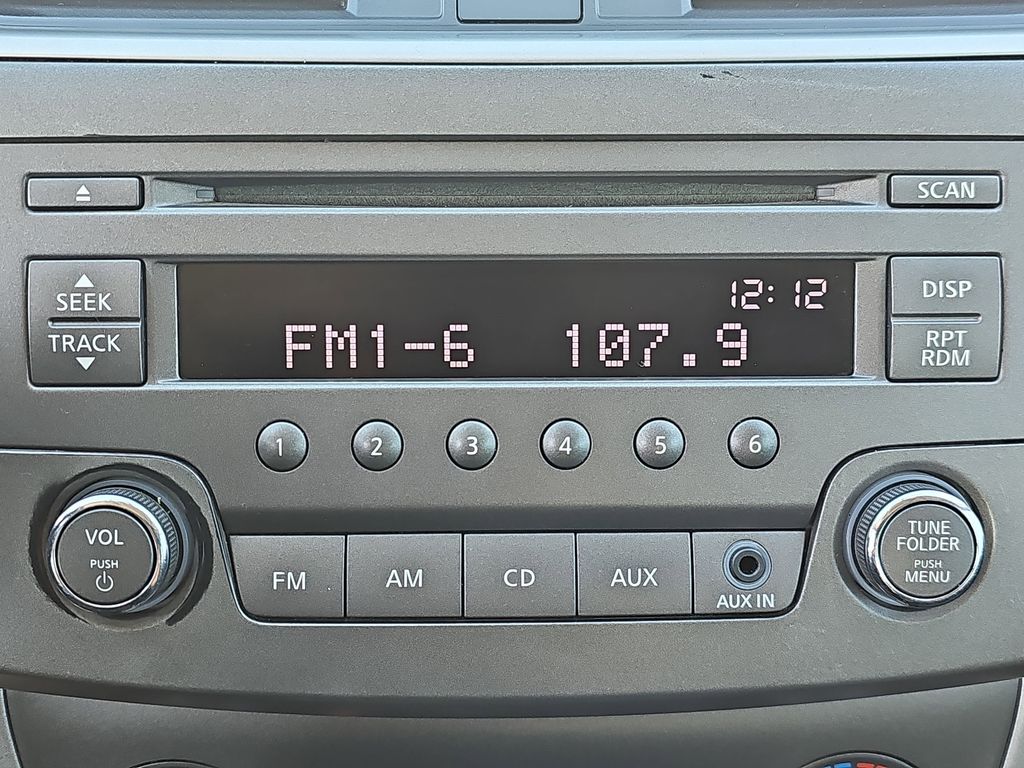 SCAN
SEEK
TRACK
12:12
FM1-6 107.9
DISP
RPT
RDM
1 2 3 4 5 6
VOL
PUSH
FM AM CD AUX
AUX IN
TUNE
FOLDER
PUSH
MENU